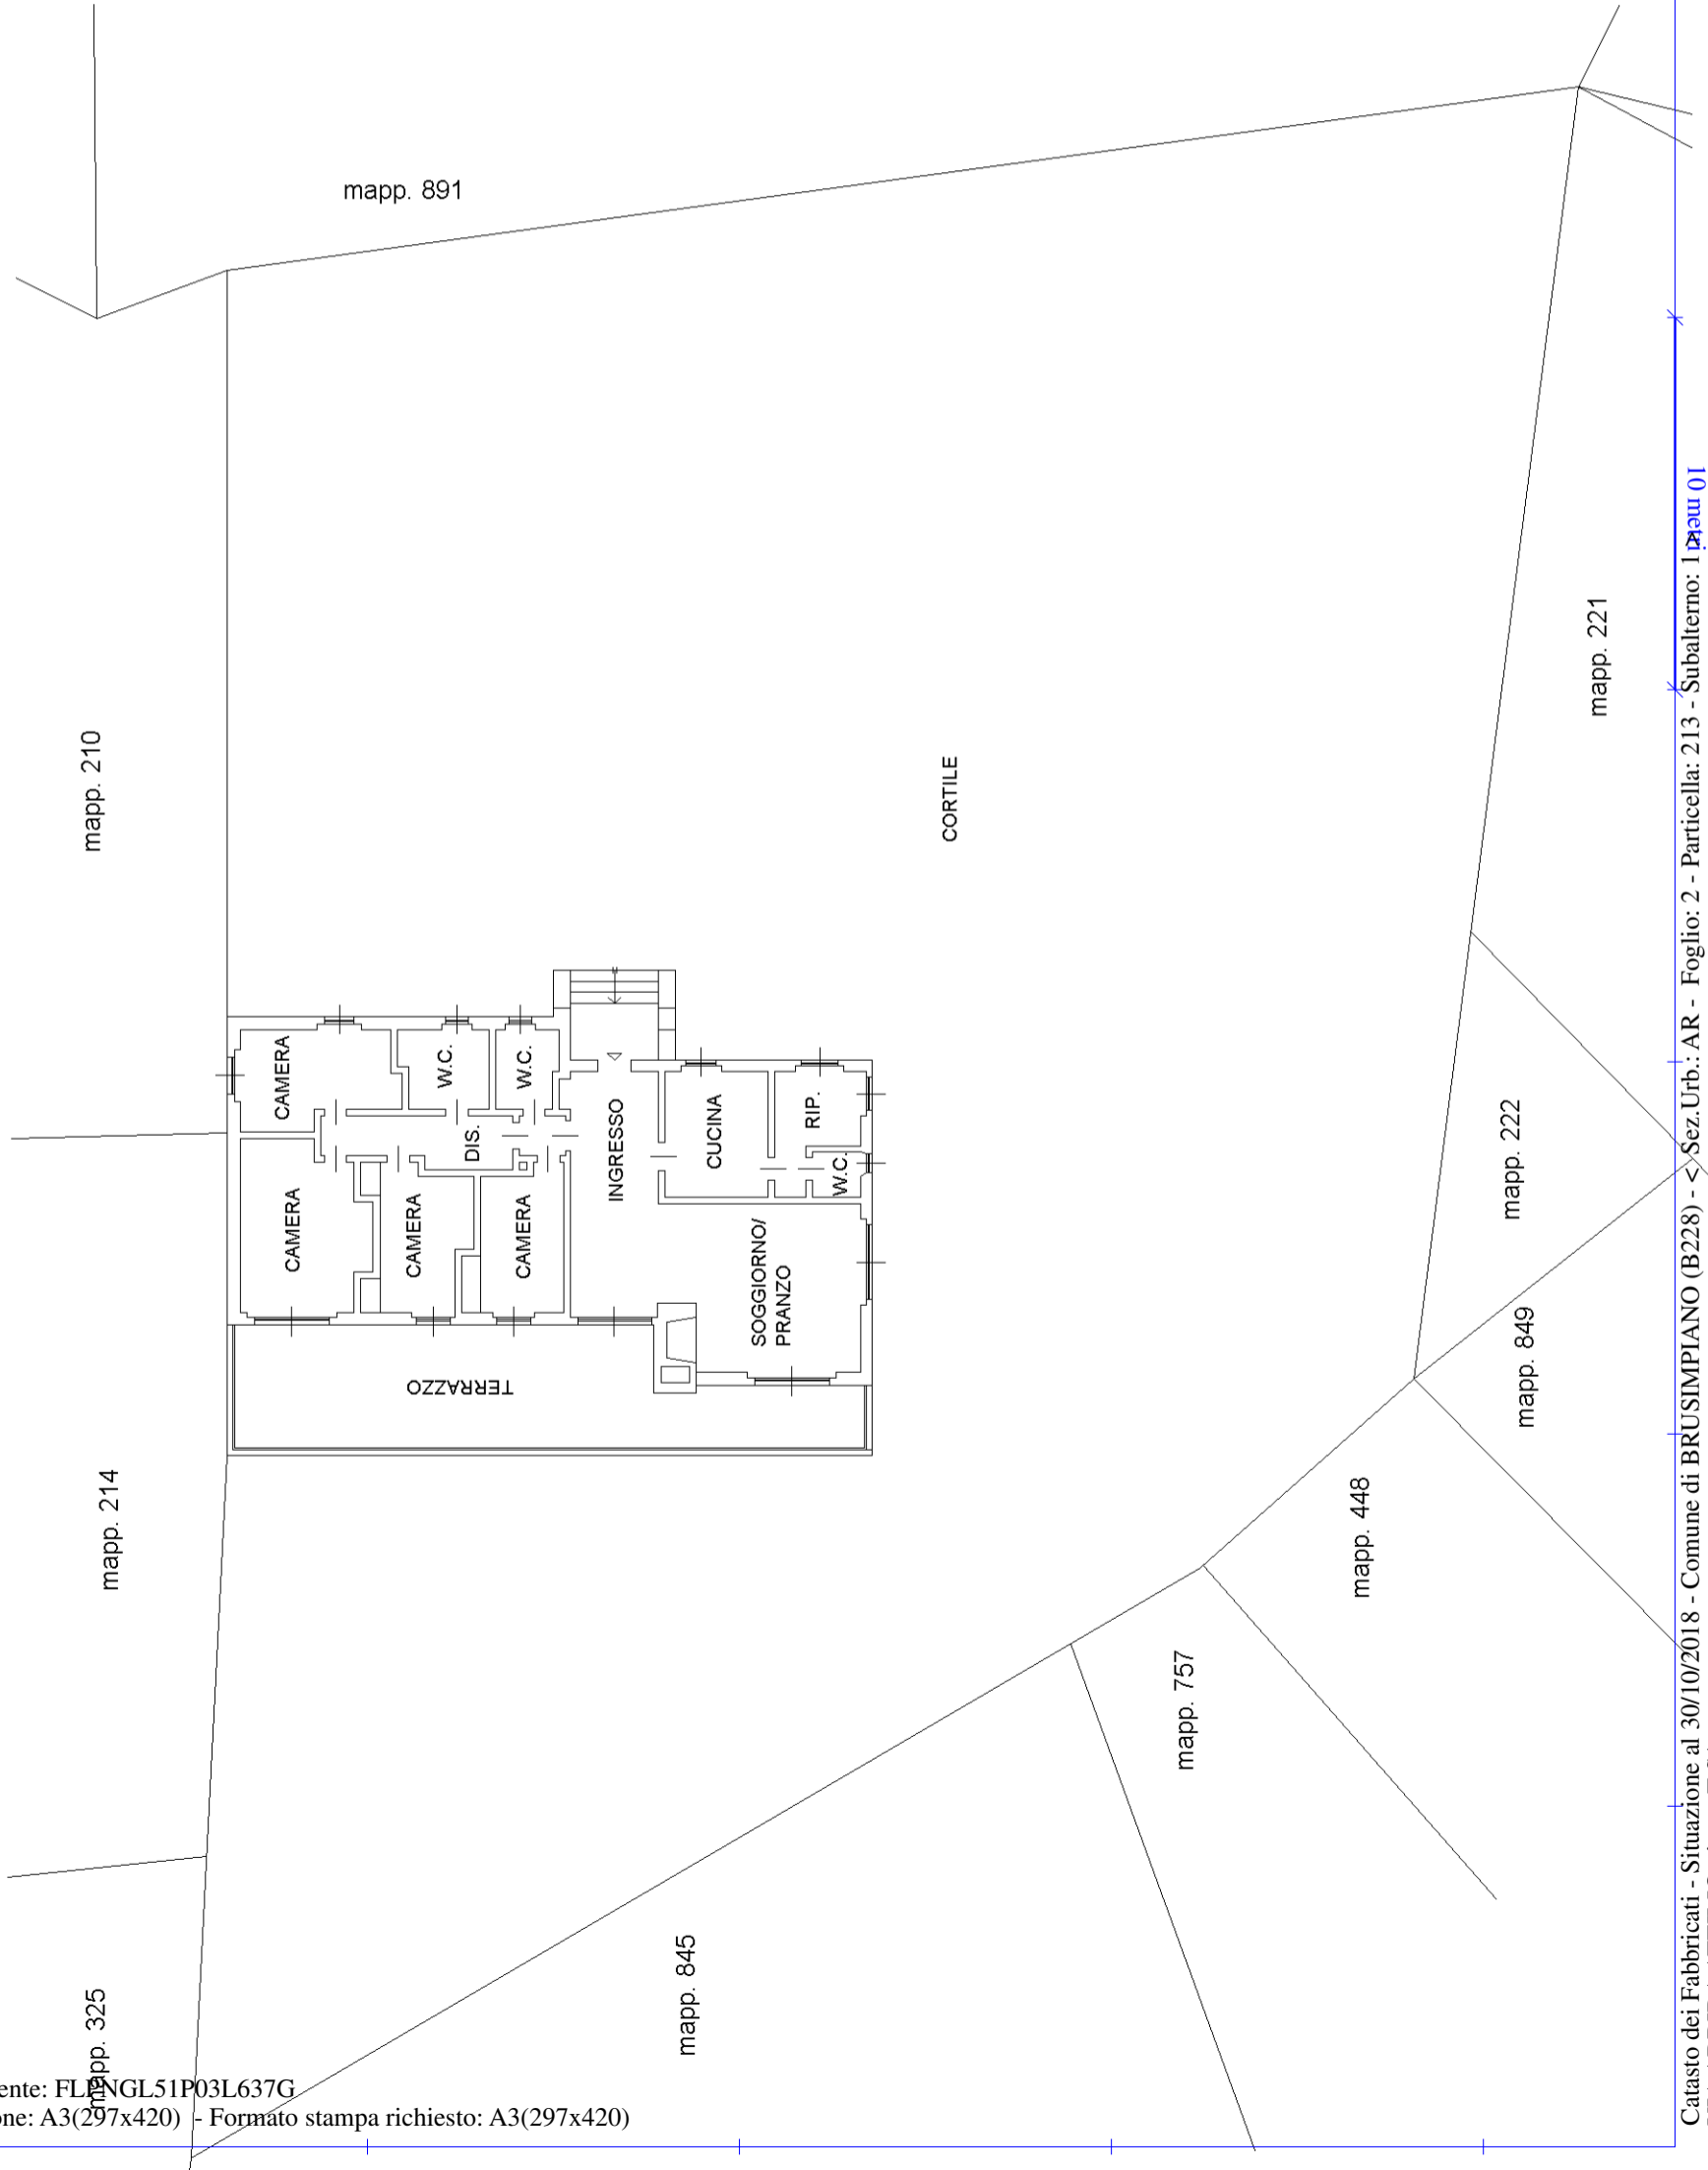 mapp. 891
mapp. 210
mapp. 221
CORTILE
CAMERA
W.C.
W.C.
DIS.
INGRESSO
CUCINA
RIP.
W.C.
CAMERA
CAMERA
CAMERA
SOGGIORNO/
PRANZO
TERRAZZO
mapp. 222
mapp. 849
mapp. 214
mapp. 448
mapp. 757
mapp. 845
mapp. 325
ente: FLPNGL51P03L637G
one: A3(297x420) - Formato stampa richiesto: A3(297x420)
10 metri
Catasto dei Fabbricati - Situazione al 30/10/2018 - Comune di BRUSIMPIANO (B228) - < Sez.Urb.: AR - Foglio: 2 - Particella: 213 - Subalterno: 1 >